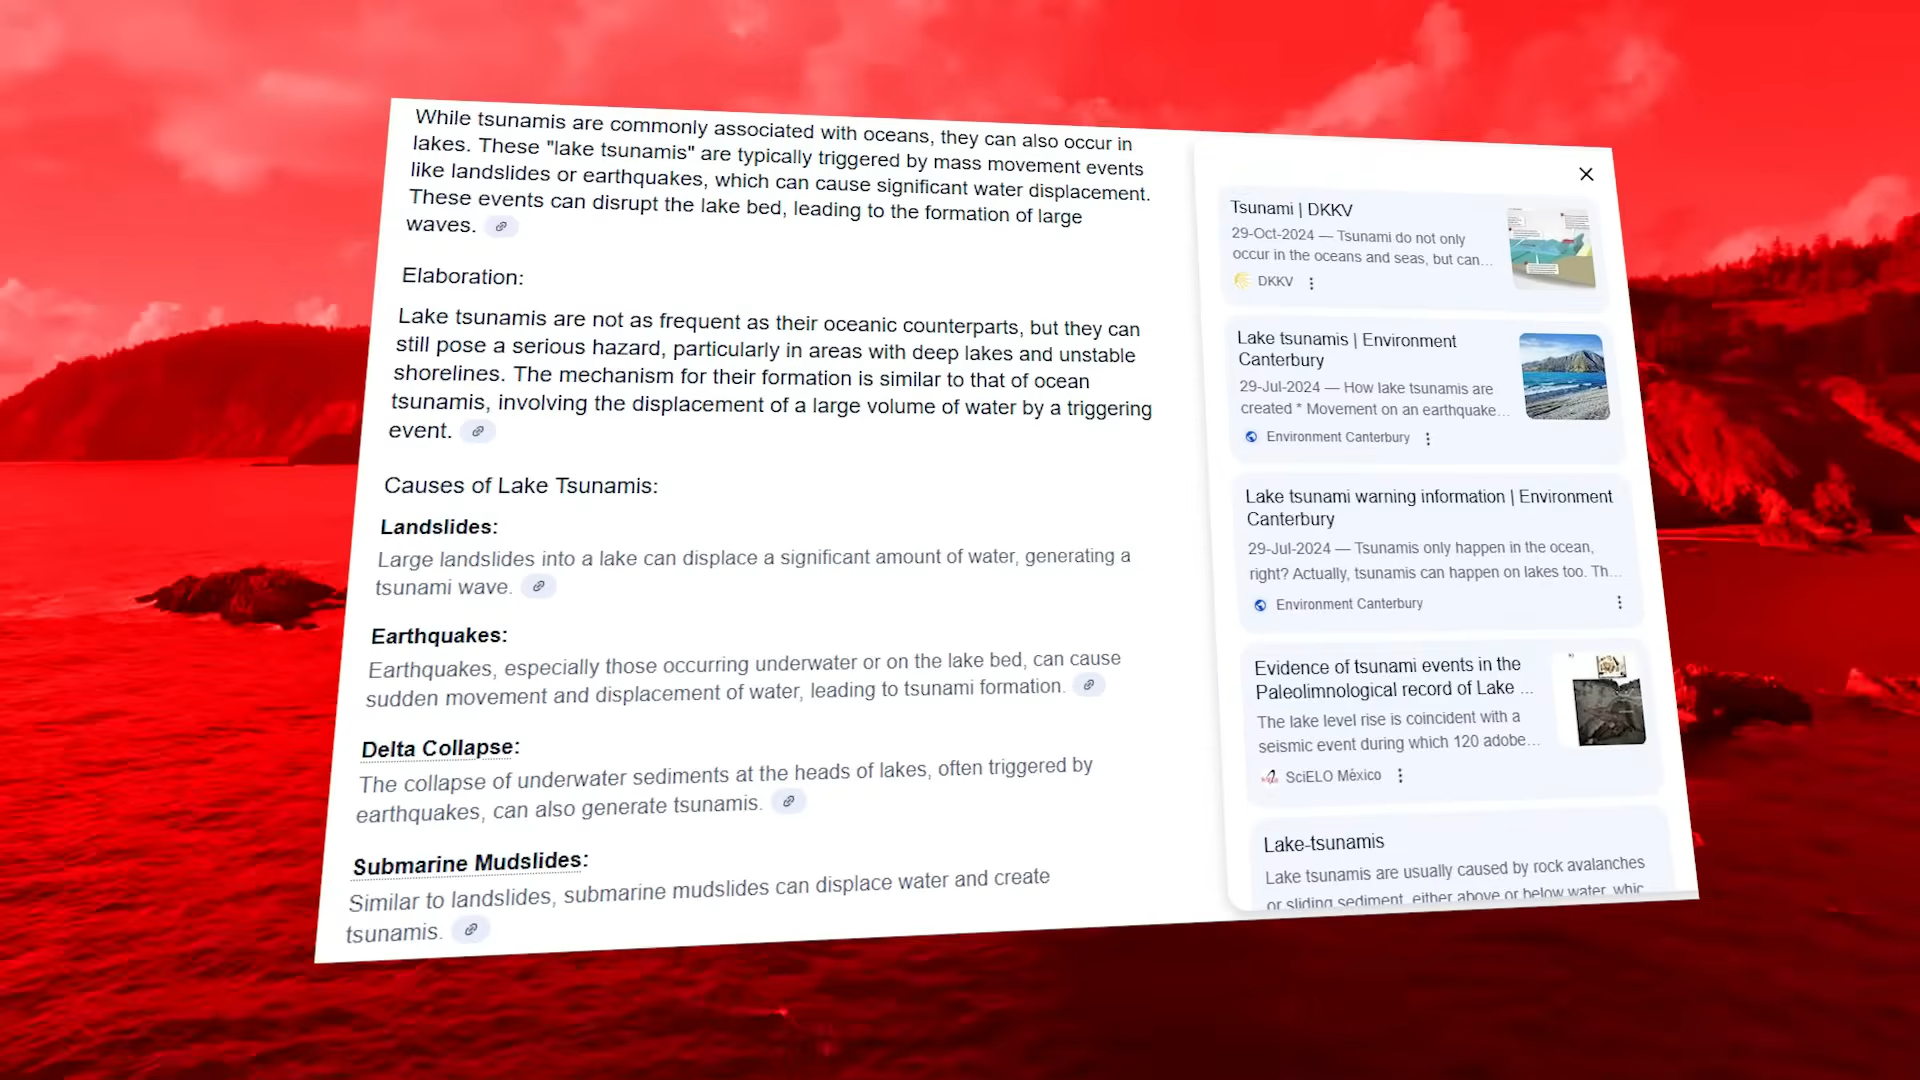 While tsunamis are commonly associated with oceans, they can also occur in
lakes. These "lake tsunamis" are typically triggered by mass movement events
like landslides or earthquakes, which can cause significant water displacement.
These events can disrupt the lake bed, leading to the formation of large
waves.
Elaboration:
Lake tsunamis are not as frequent as their oceanic counterparts, but they can
still pose a serious hazard, particularly in areas with deep lakes and unstable
shorelines. The mechanism for their formation is similar to that of ocean
tsunamis, involving the displacement of a large volume of water by a triggering
event.
Causes of Lake Tsunamis:
Landslides:
Large landslides into a lake can displace a significant amount of water, generating a
tsunami wave.
Earthquakes:
Earthquakes, especially those occurring underwater or on the lake bed, can cause
sudden movement and displacement of water, leading to tsunami formation.
Delta Collapse:
The collapse of underwater sediments at the heads of lakes, often triggered by
earthquakes, can also generate tsunamis.
Submarine Mudslides:
Similar to landslides, submarine mudslides can displace water and create
tsunamis.
Tsunami | DKKV
29-Oct-2024 — Tsunami do not only
occur in the oceans and seas, but can...
DKKV
Lake tsunamis | Environment
Canterbury
29-Jul-2024 — How lake tsunamis are
created * Movement on an earthquake...
Environment Canterbury
Lake tsunami warning information | Environment
Canterbury
29-Jul-2024 — Tsunamis only happen in the ocean,
right? Actually, tsunamis can happen on lakes too. Th...
Environment Canterbury
Evidence of tsunami events in the
Paleolimnological record of Lake ...
The lake level rise is coincident with a
seismic event during which 120 adobe...
SciELO México
Lake-tsunamis
Lake tsunamis are usually caused by rock avalanches
or sliding sediment, either above or below water, whic